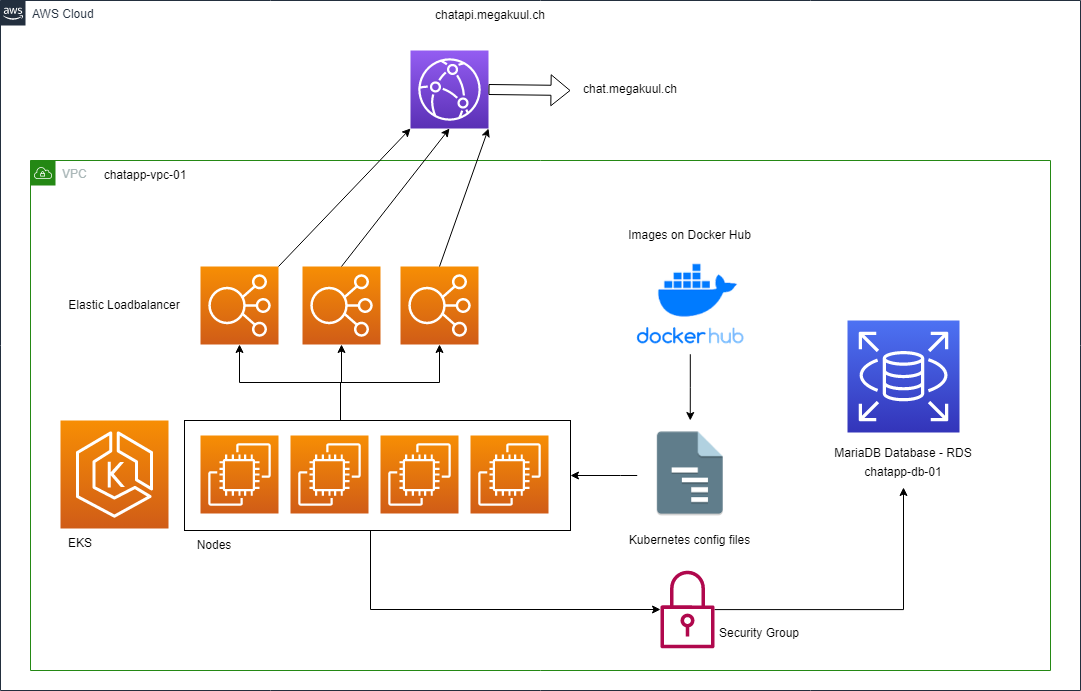 aws
AWS Cloud
chatapi.megakuul.ch
chat.megakuul.ch
VPC
chatapp-vpc-01
Images on Docker Hub
Elastic Loadbalancer
docker hub
MariaDB Database - RDS
chatapp-db-01
K
EKS
Nodes
Kubernetes config files
Security Group